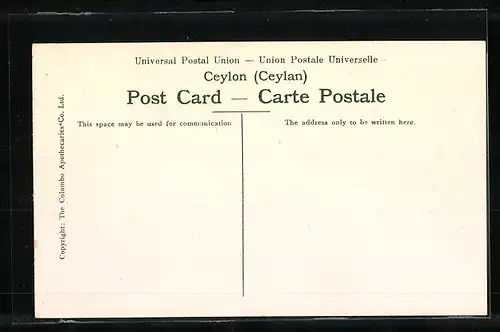 Universal Postal Union — Union Postale Universelle
Ceylon (Ceylan)
Post Card — Carte Postale
This space may be used for communication
The address only to be written here.
Copyright: The Colombo Apothecaries' Co. Ltd.